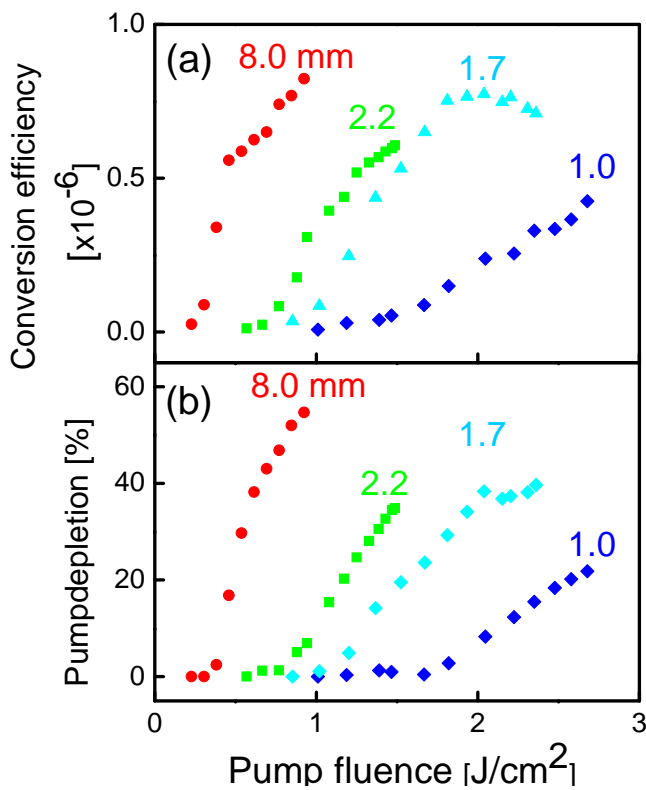 1.0
(a)
8.0 mm
1.7
2.2
0.5
1.0
0.0
Conversion efficiency
[x10⁻⁶]
60
(b)
8.0 mm
1.7
40
2.2
1.0
20
0
Pumpdepletion [%]
0 1 2 3
Pump fluence [J/cm²]